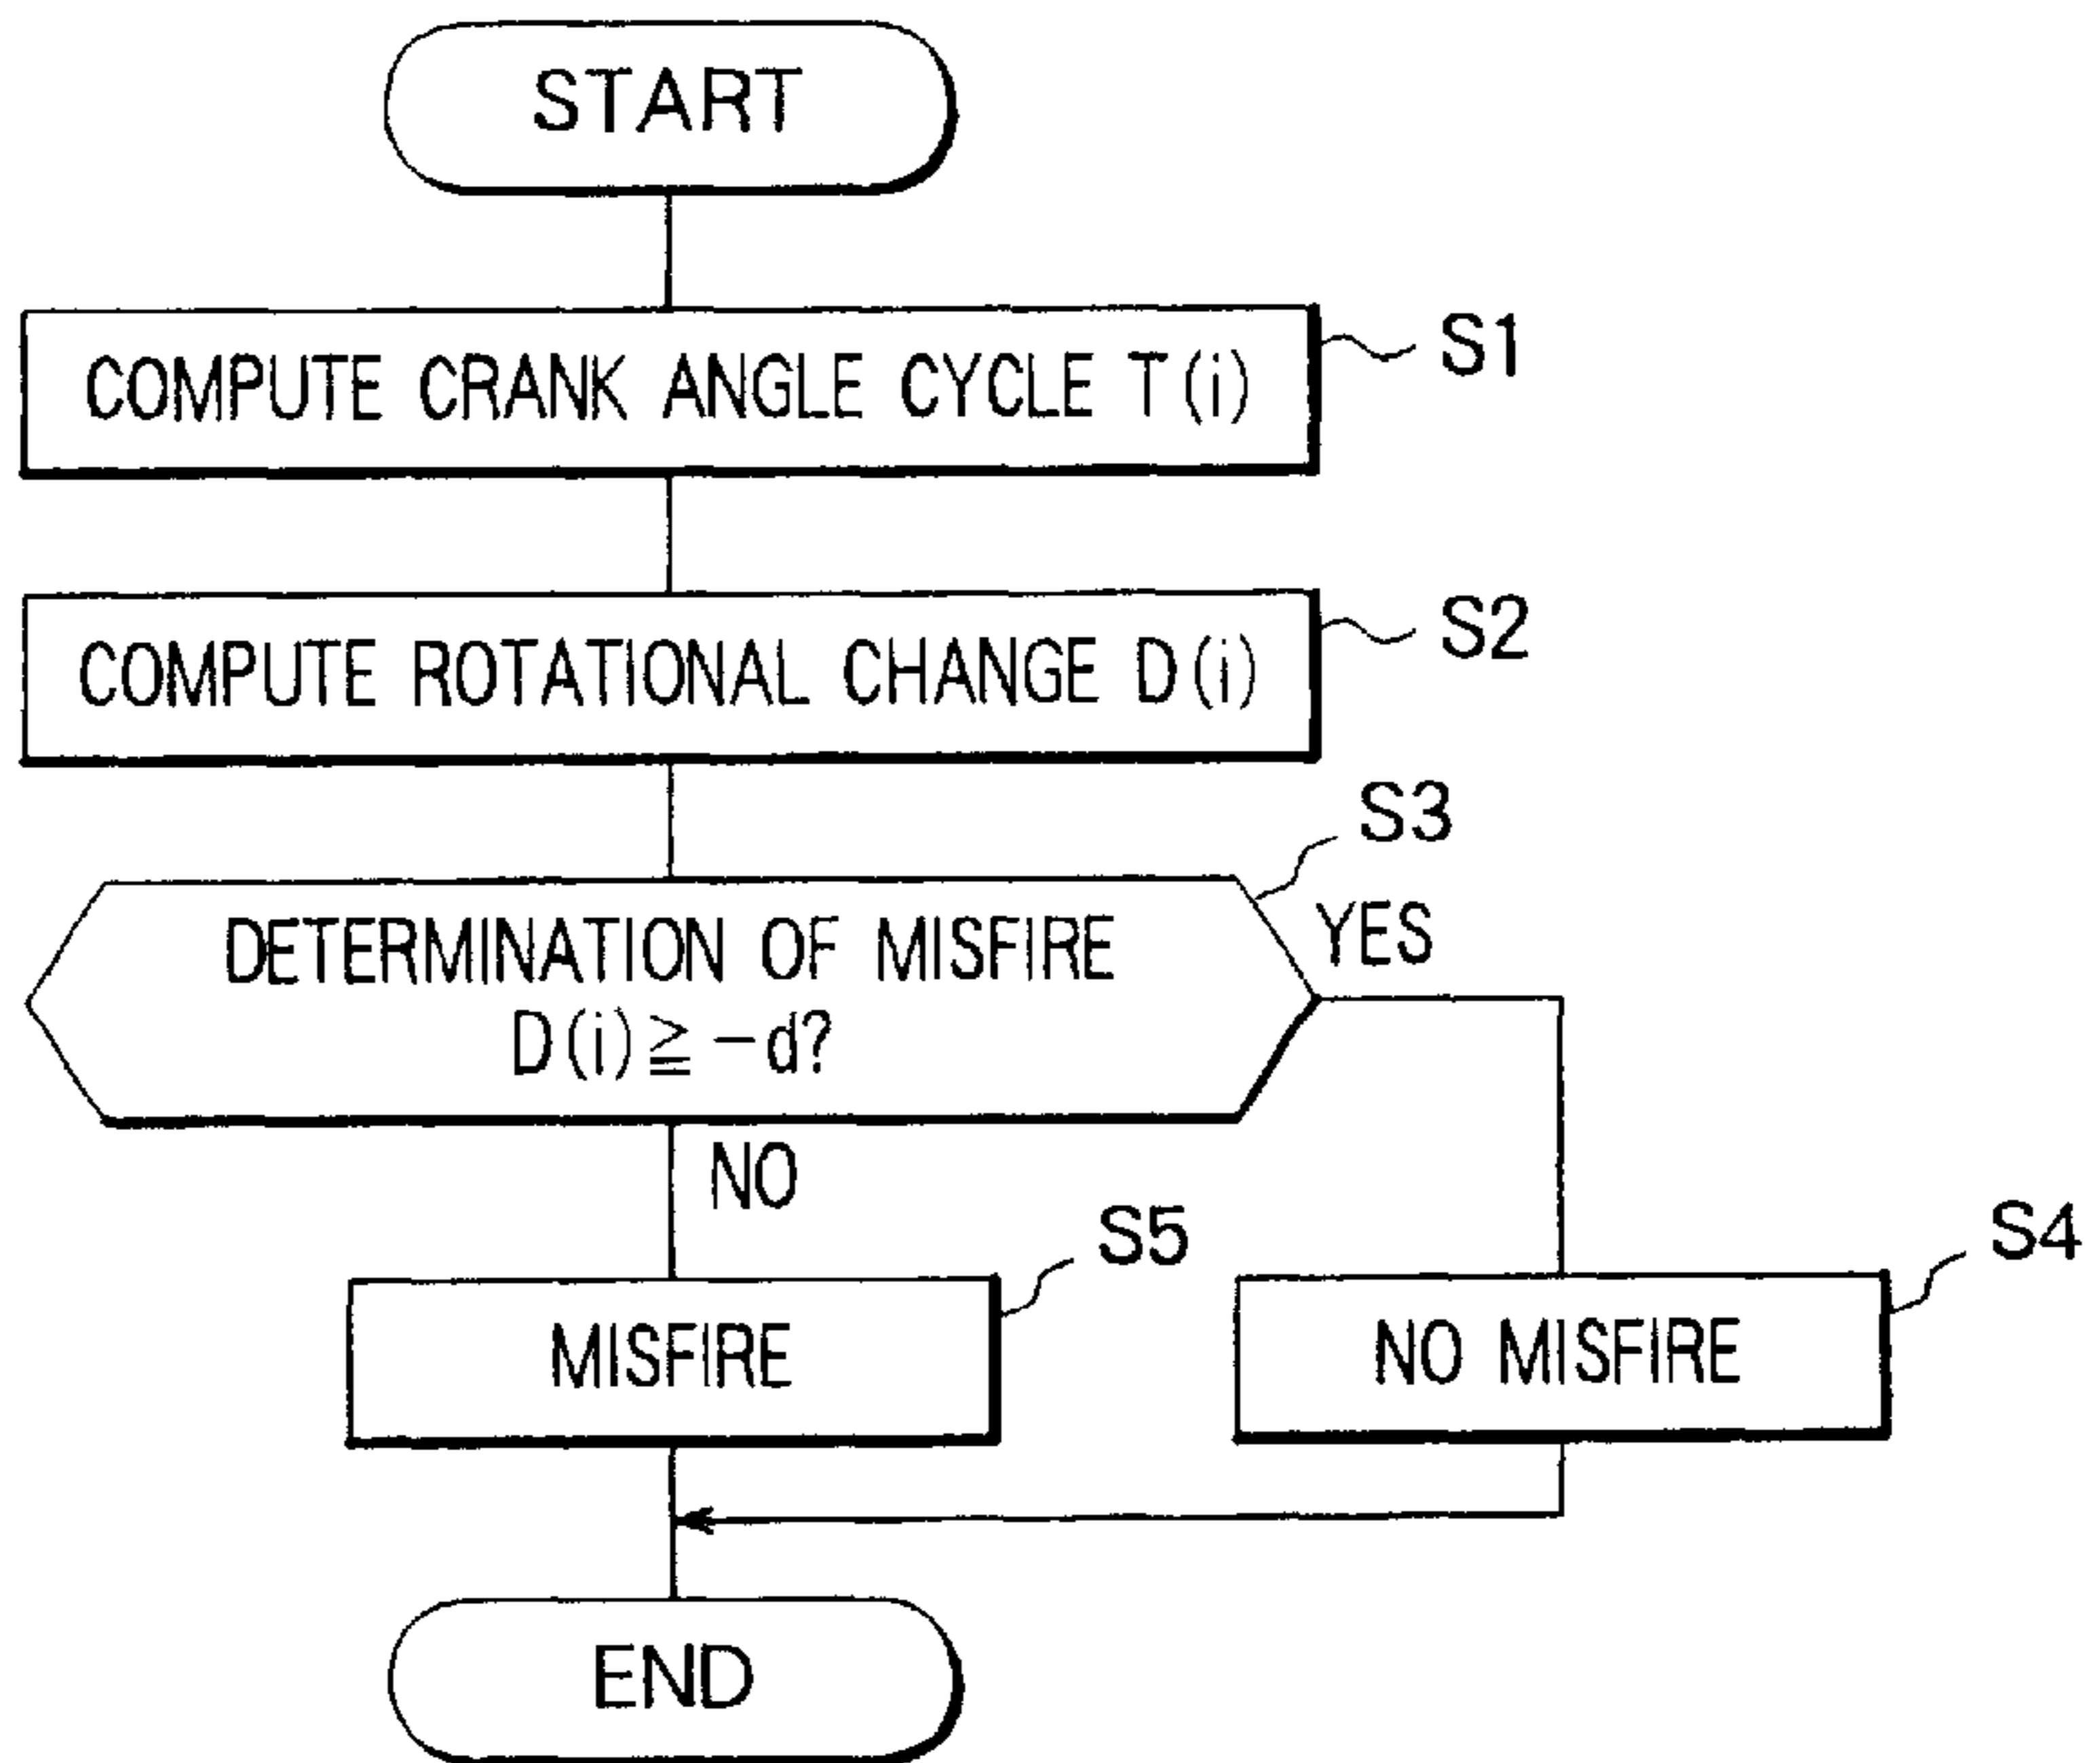 START
COMPUTE CRANK ANGLE CYCLE T(i)
S1
COMPUTE ROTATIONAL CHANGE D(i)
S2
S3
DETERMINATION OF MISFIRE
D(i)≧-d?
YES
NO
S5
MISFIRE
S4
NO MISFIRE
END